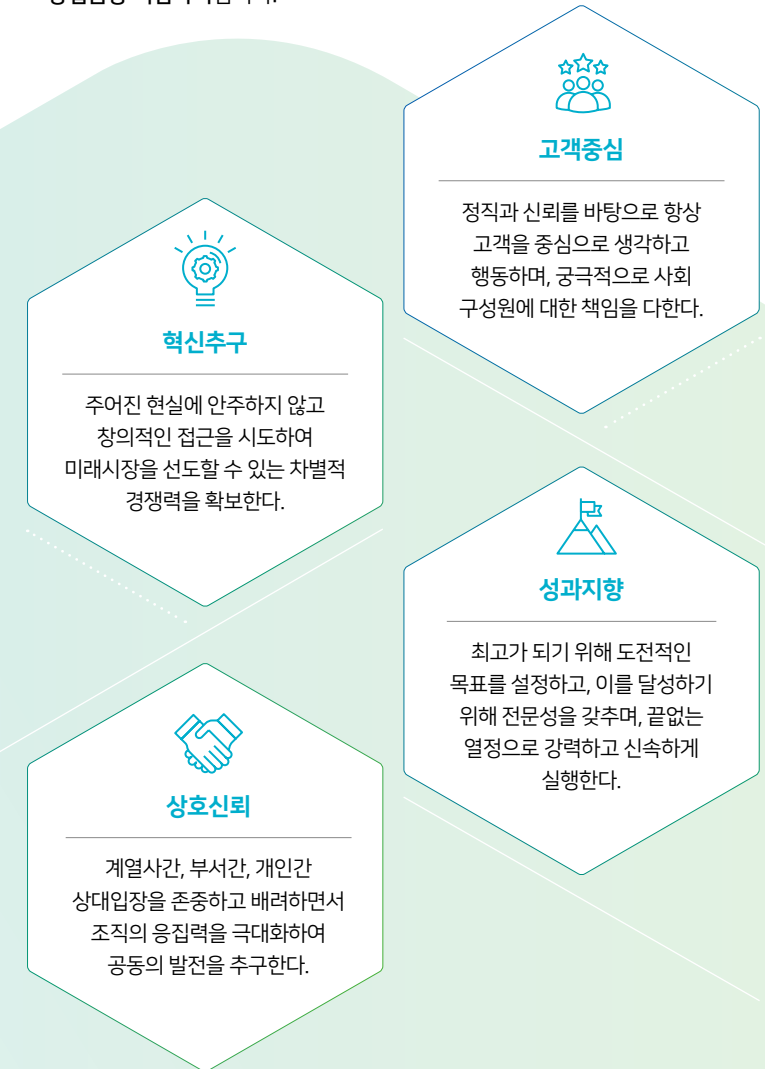 고객중심
정직과 신뢰를 바탕으로 항상
고객을 중심으로 생각하고
행동하며, 궁극적으로 사회
구성원에 대한 책임을 다한다.
혁신추구
주어진 현실에 안주하지 않고
창의적인 접근을 시도하여
미래시장을 선도할 수 있는 차별적
경쟁력을 확보한다.
성과지향
최고가 되기 위해 도전적인
목표를 설정하고, 이를 달성하기
위해 전문성을 갖추며, 끝없는
열정으로 강력하고 신속하게
실행한다.
상호신뢰
계열사간, 부서간, 개인간
상대입장을 존중하고 배려하면서
조직의 응집력을 극대화하여
공동의 발전을 추구한다.